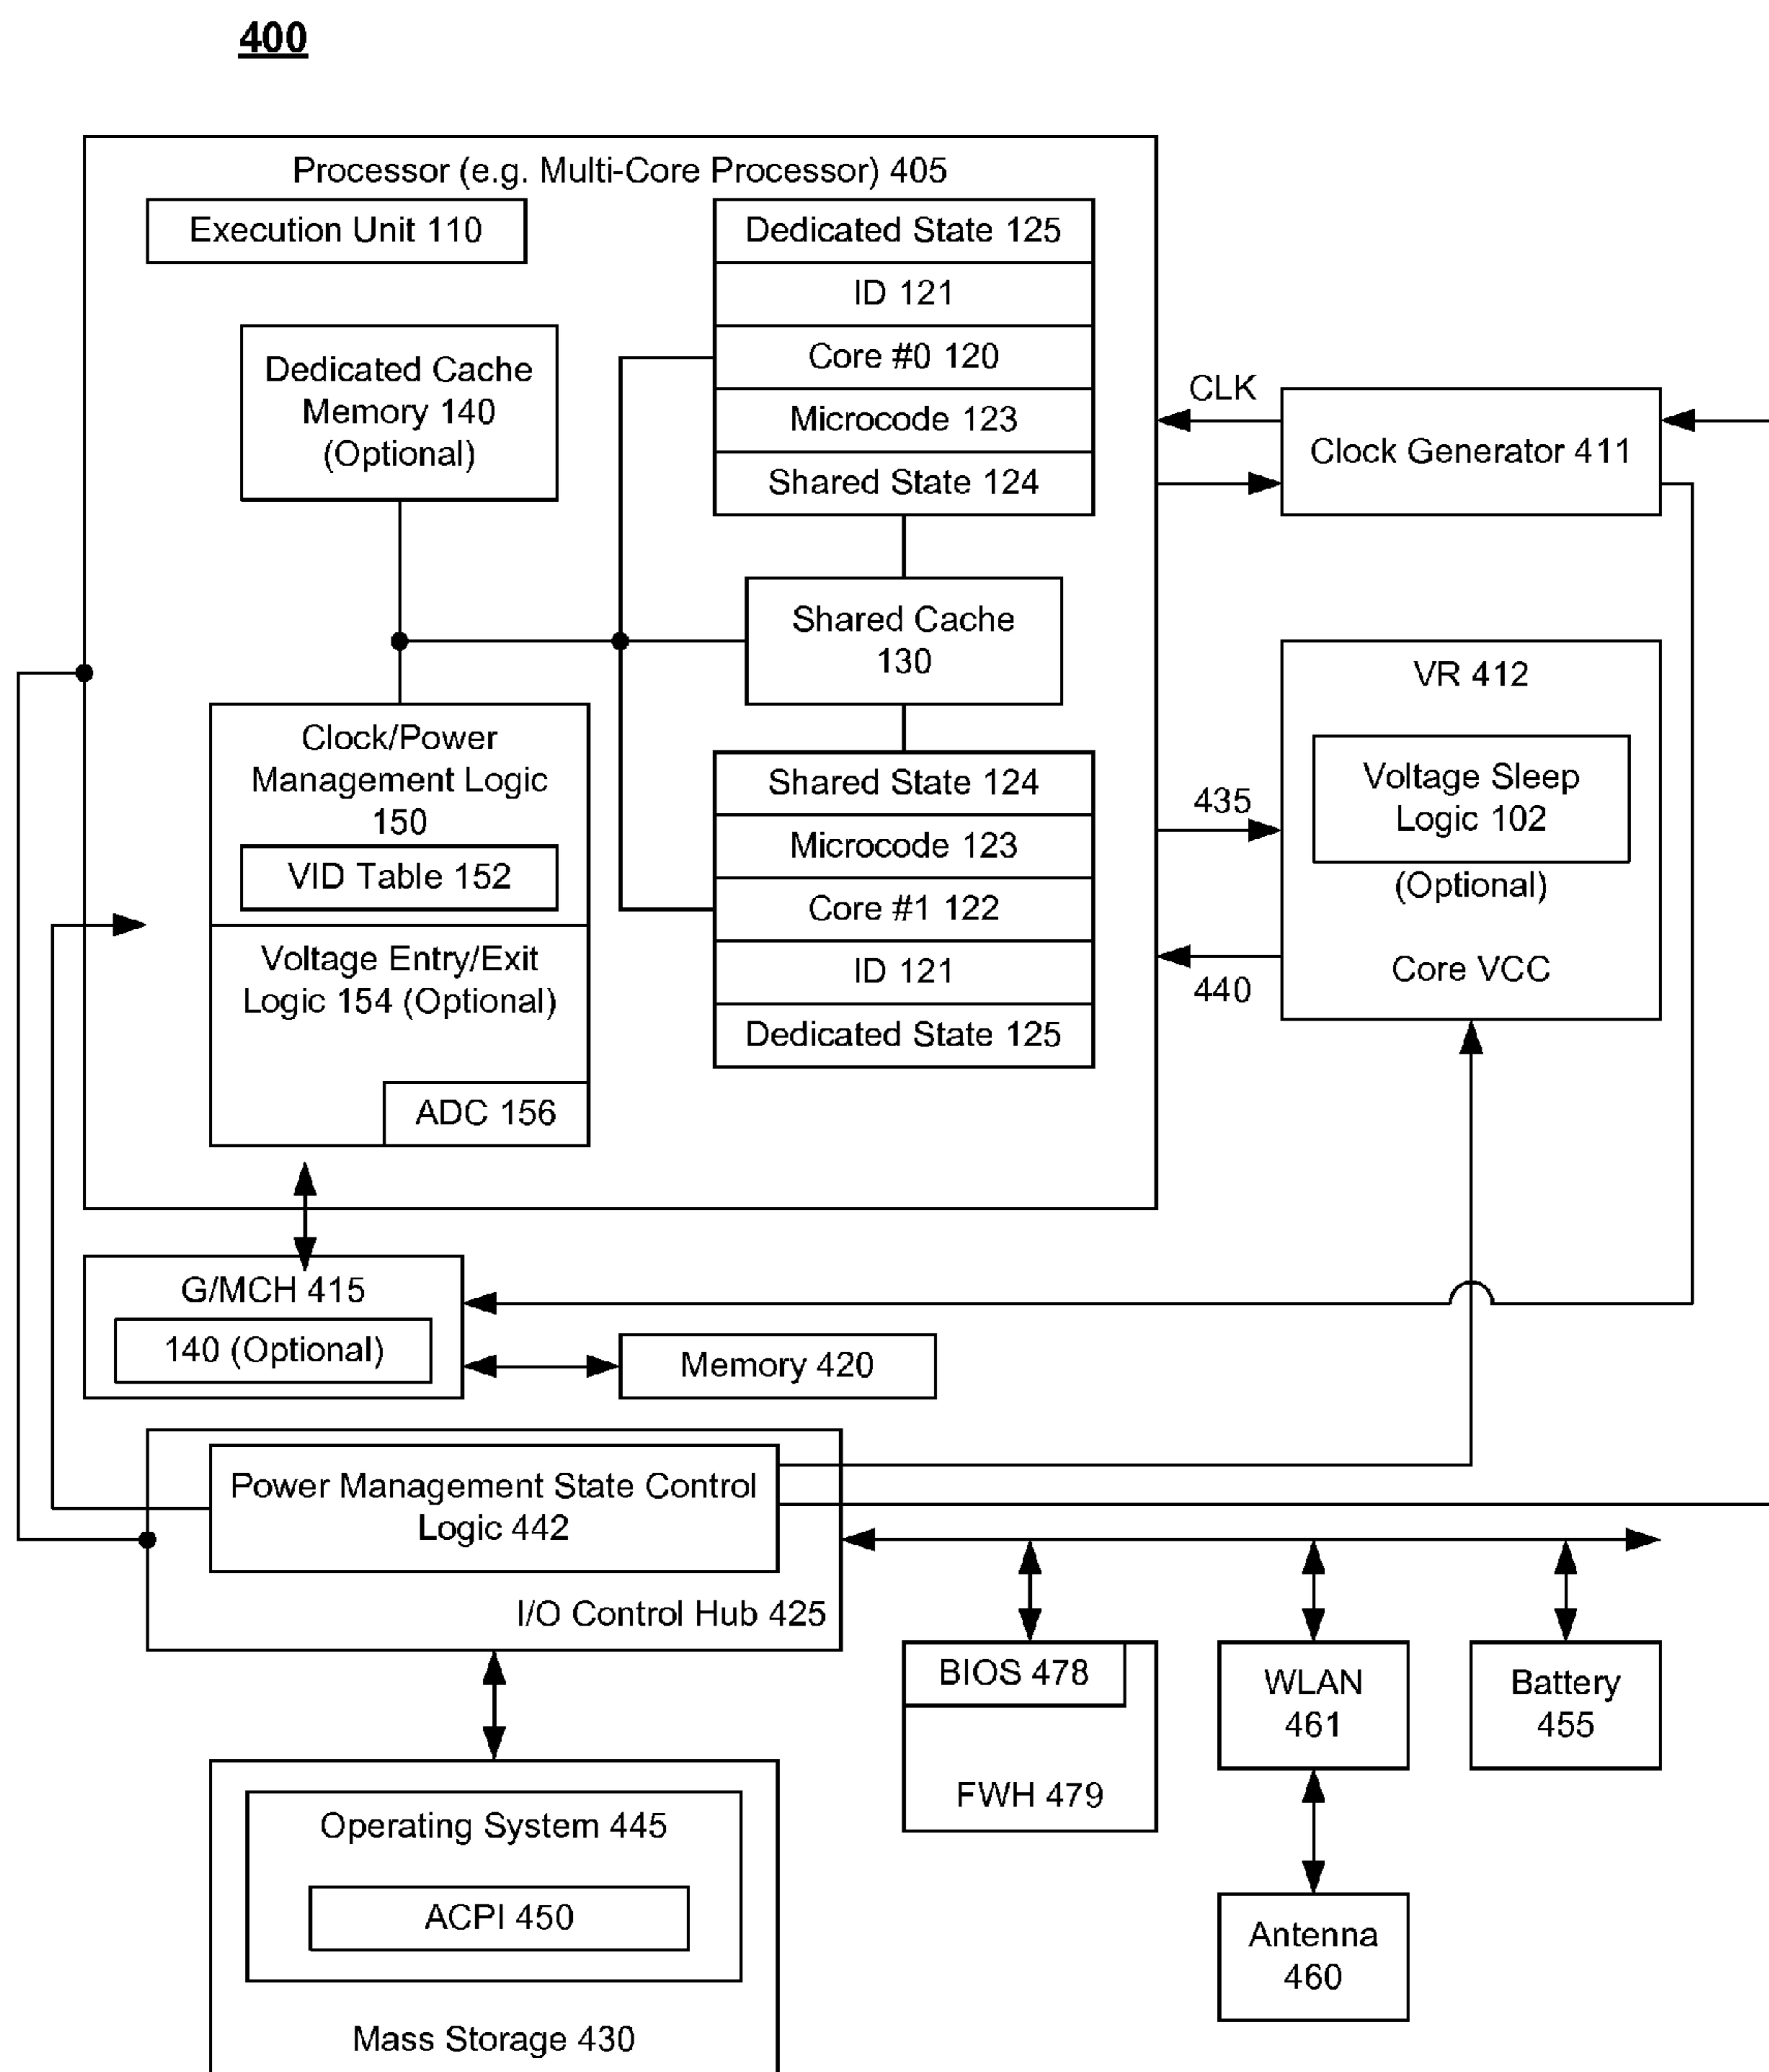 400
Processor (e.g. Multi-Core Processor) 405
Execution Unit 110
Dedicated State 125
ID 121
Core #0 120
Microcode 123
Shared State 124
Dedicated Cache
Memory 140
(Optional)
CLK
Clock Generator 411
Shared Cache
130
Clock/Power
Management Logic
150
VID Table 152
Voltage Entry/Exit
Logic 154 (Optional)
ADC 156
Shared State 124
Microcode 123
Core #1 122
ID 121
Dedicated State 125
435
440
VR 412
Voltage Sleep
Logic 102
(Optional)
Core VCC
G/MCH 415
140 (Optional)
Memory 420
Power Management State Control
Logic 442
I/O Control Hub 425
BIOS 478
FWH 479
WLAN
461
Battery
455
Antenna
460
Operating System 445
ACPI 450
Mass Storage 430